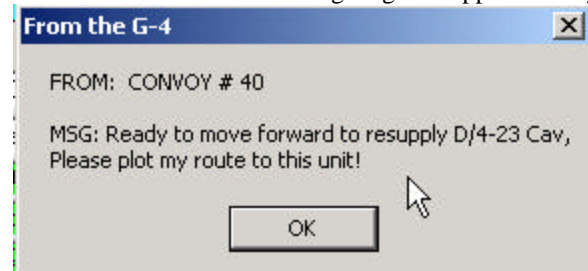 From the G-4
FROM: CONVOY # 40
MSG: Ready to move forward to resupply D/4-23 Cav,
Please plot my route to this unit!
OK